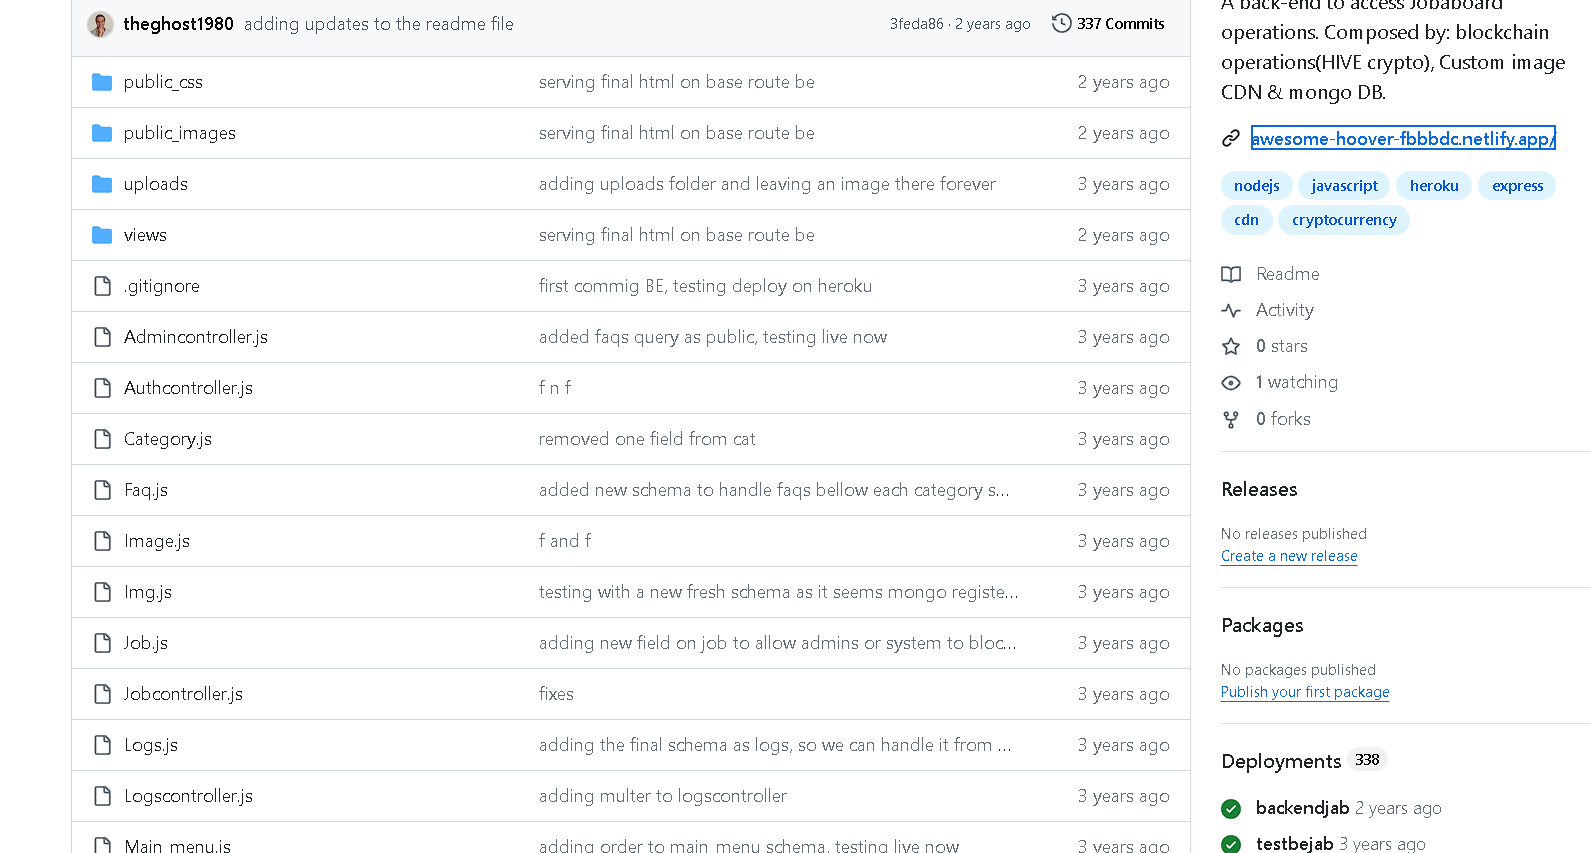 theghost1980 adding updates to the readme file 3feda86 · 2 years ago 337 Commits
public_css serving final html on base route be 2 years ago
public_images serving final html on base route be 2 years ago
uploads adding uploads folder and leaving an image there forever 3 years ago
views serving final html on base route be 2 years ago
.gitignore first commig BE, testing deploy on heroku 3 years ago
Admincontroller.js added faqs query as public, testing live now 3 years ago
Authcontroller.js f n f 3 years ago
Category.js removed one field from cat 3 years ago
Faq.js added new schema to handle faqs bellow each category s... 3 years ago
Image.js f and f 3 years ago
Img.js testing with a new fresh schema as it seems mongo registe... 3 years ago
Job.js adding new field on job to allow admins or system to bloc... 3 years ago
Jobcontroller.js fixes 3 years ago
Logs.js adding the final schema as logs, so we can handle it from ... 3 years ago
Logscontroller.js adding multer to logscontroller 3 years ago
Main_menu.js adding order to main_menu schema, testing live now 3 years ago
A back-end to access Jobaboard
operations. Composed by: blockchain
operations(HIVE crypto), Custom image
CDN & mongo DB.
awesome-hoover-fbbbdc.netlify.app/
nodejs javascript heroku express
cdn cryptocurrency
Readme
Activity
0 stars
1 watching
0 forks
Releases
No releases published
Create a new release
Packages
No packages published
Publish your first package
Deployments 338
backendjab 2 years ago
testbejab 3 years ago